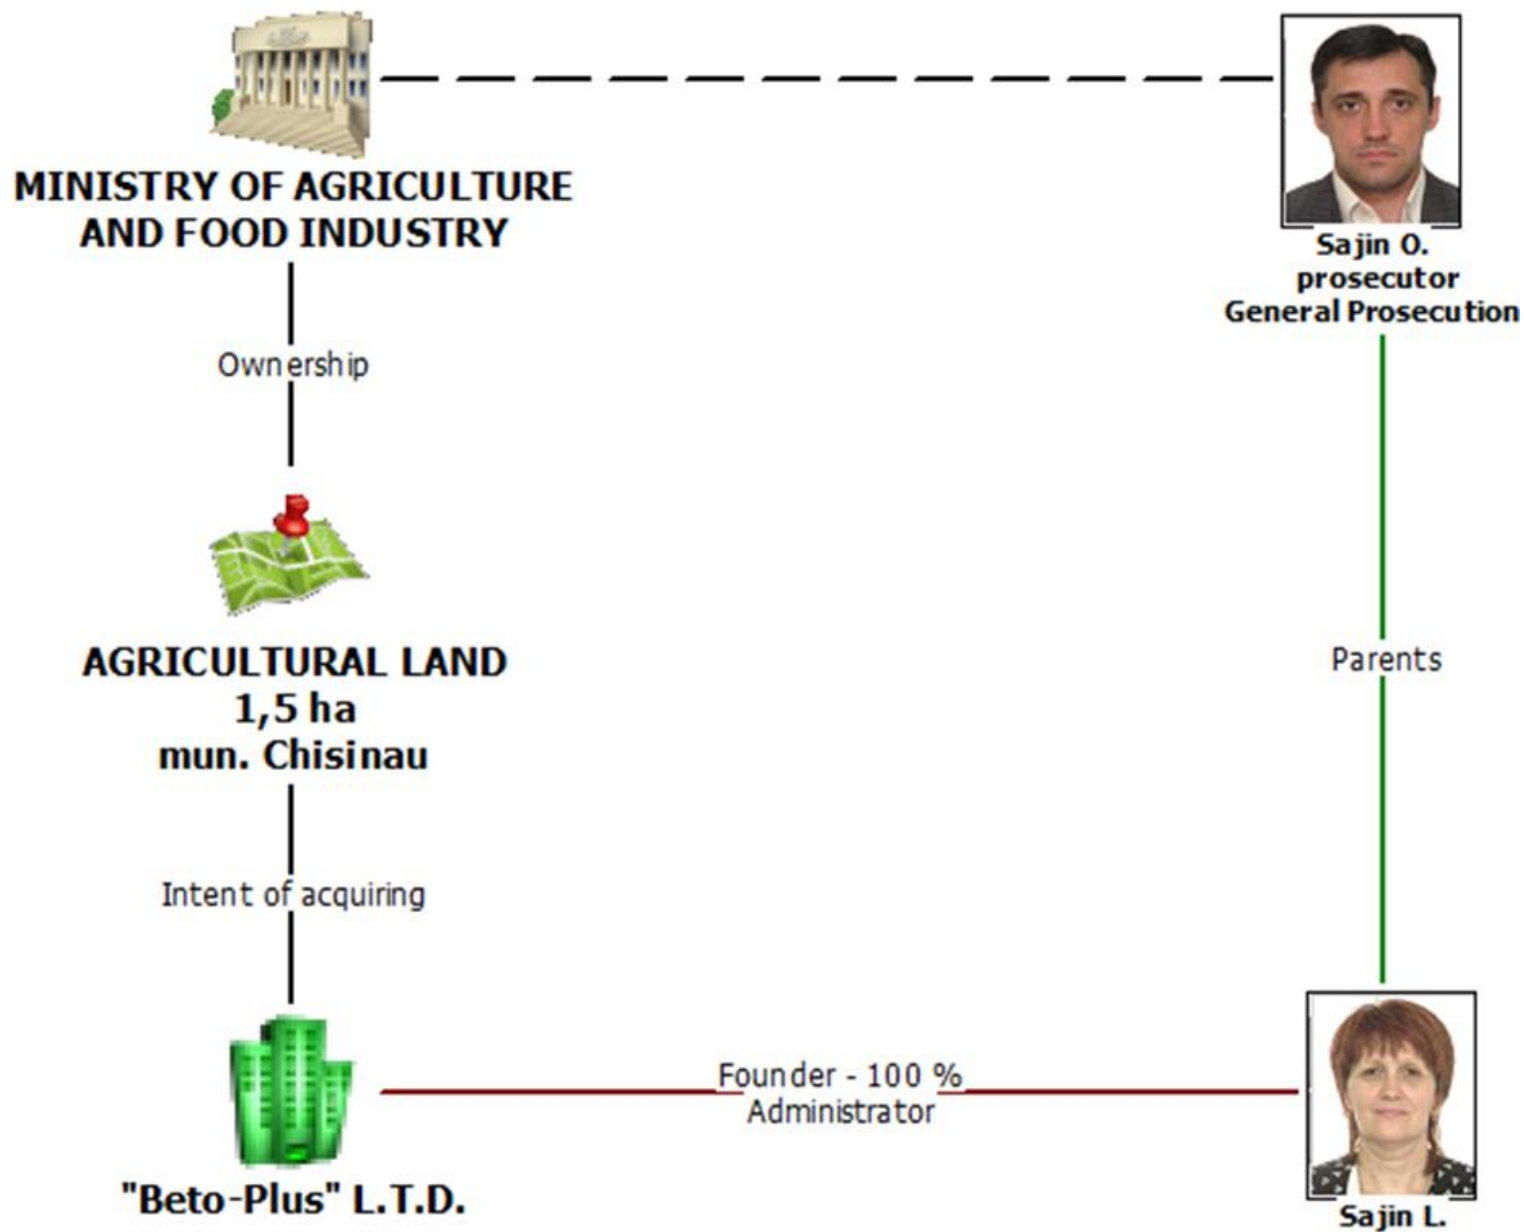 MINISTRY OF AGRICULTURE
AND FOOD INDUSTRY
Sajin O.
prosecutor
General Prosecution
Ownership
AGRICULTURAL LAND
1,5 ha
mun. Chisinau
Parents
Intent of acquiring
Founder - 100 %
Administrator
"Beto-Plus" L.T.D.
Sajin L.